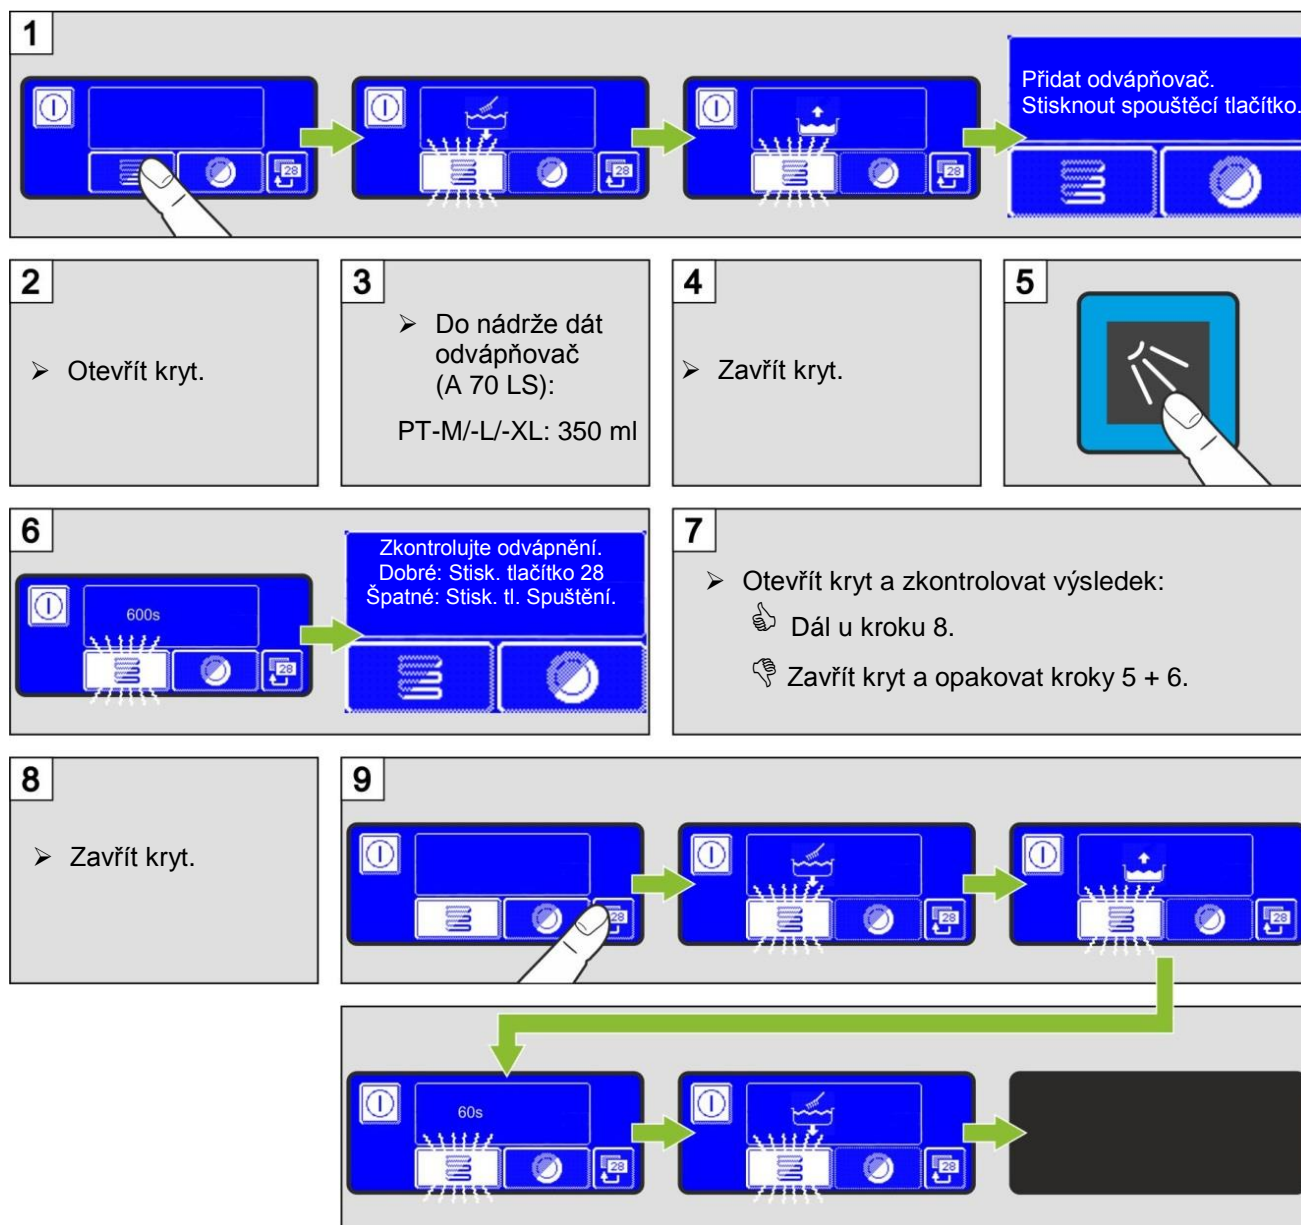 1
28
28
28
Přidat odvápňovač.
Stisknout spouštěcí tlačítko.
2
➢ Otevřít kryt.
3
➢ Do nádrže dát
odvápňovač
(A 70 LS):
PT-M/-L/-XL: 350 ml
4
➢ Zavřít kryt.
5
6
600s
28
Zkontrolujte odvápnění.
Dobré: Stisk. tlačítko 28
Špatné: Stisk. tl. Spuštění.
7
➢ Otevřít kryt a zkontrolovat výsledek:
Dál u kroku 8.
Zavřít kryt a opakovat kroky 5 + 6.
8
➢ Zavřít kryt.
9
28
28
28
60s
28
28